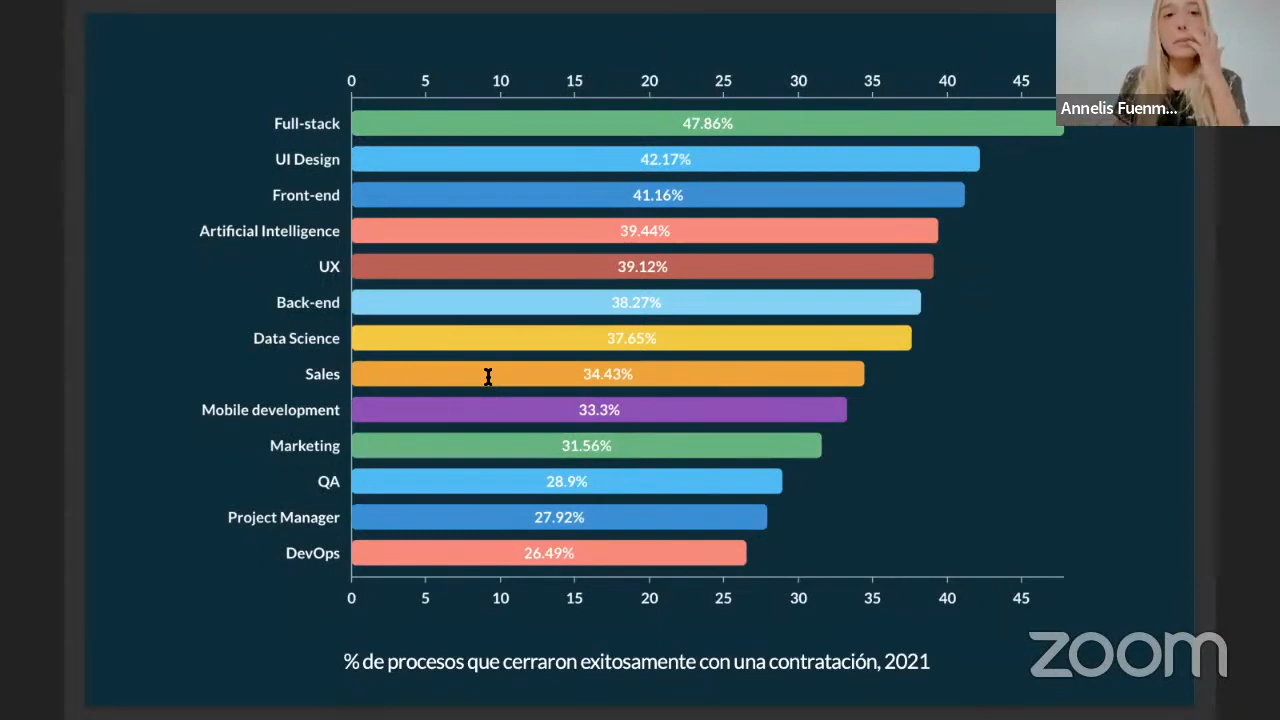 0 5 10 15 20 25 30 35 40 45
Annelis Fuenm...
Full-stack 47.86%
UI Design 42.17%
Front-end 41.16%
Artificial Intelligence 39.44%
UX 39.12%
Back-end 38.27%
Data Science 37.65%
Sales 34.43%
Mobile development 33.3%
Marketing 31.56%
QA 28.9%
Project Manager 27.92%
DevOps 26.49%
0 5 10 15 20 25 30 35 40 45
% de procesos que cerraron exitosamente con una contratación, 2021
zoom